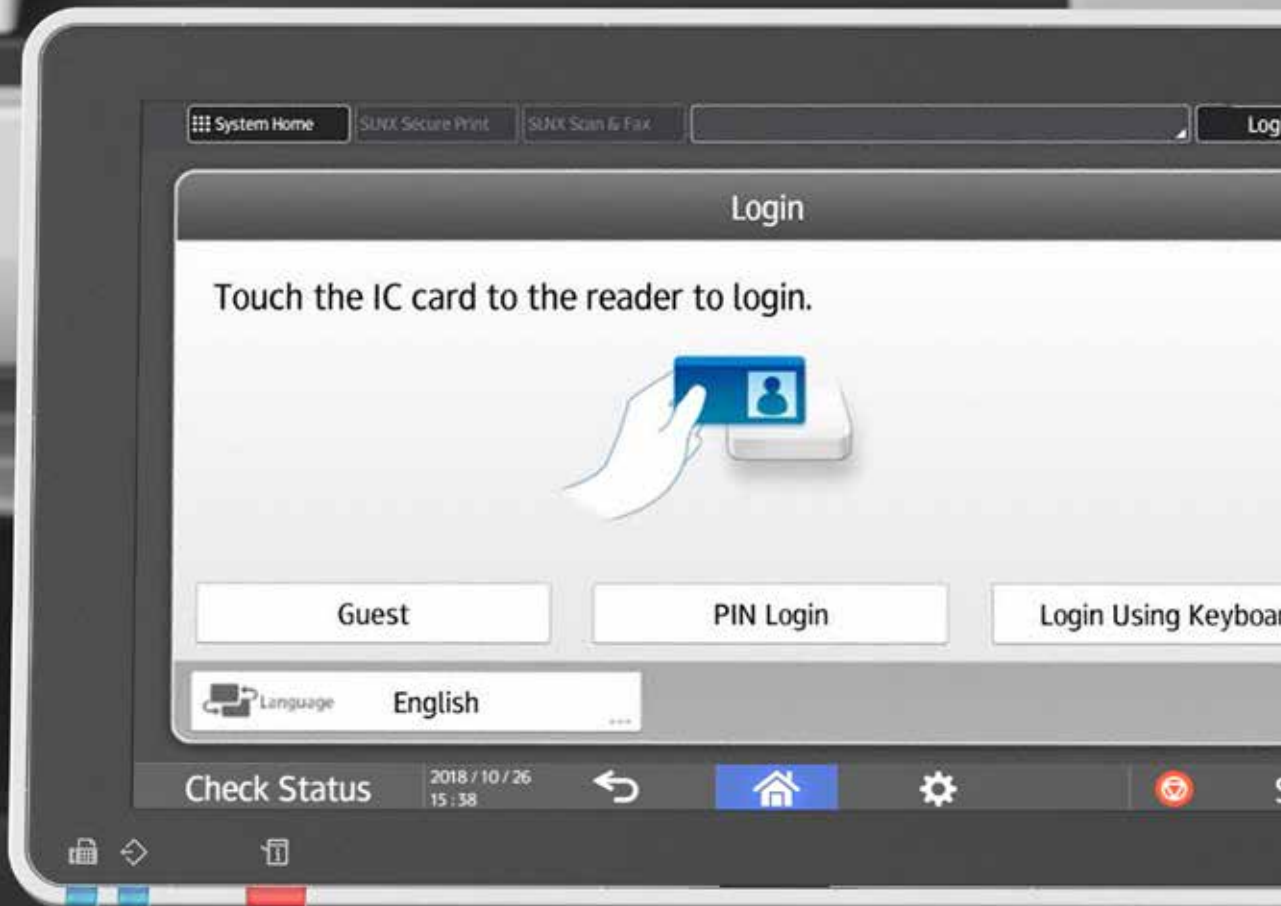 System Home
SLNX Secure Print
SLNX Scan & Fax
Log
Login
Touch the IC card to the reader to login.
Guest
PIN Login
Login Using Keyboar
Language
English
...
Check Status
2018 / 10 / 26
15 : 38
S